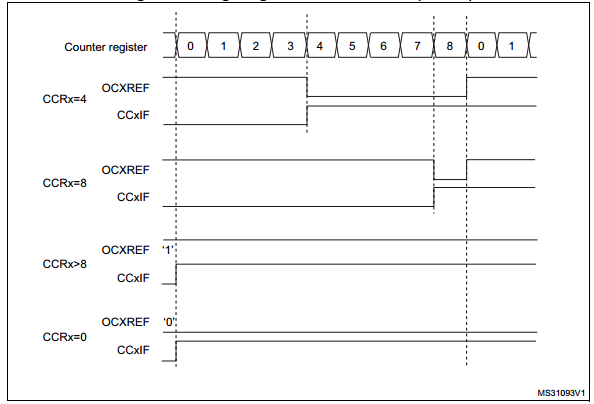 Counter register 0 1 2 3 4 5 6 7 8 0 1
OCXREF
CCRx=4
CCxIF
OCXREF
CCRx=8
CCxIF
OCXREF '1'
CCRx>8
CCxIF
OCXREF '0'
CCRx=0
CCxIF
MS31093V1